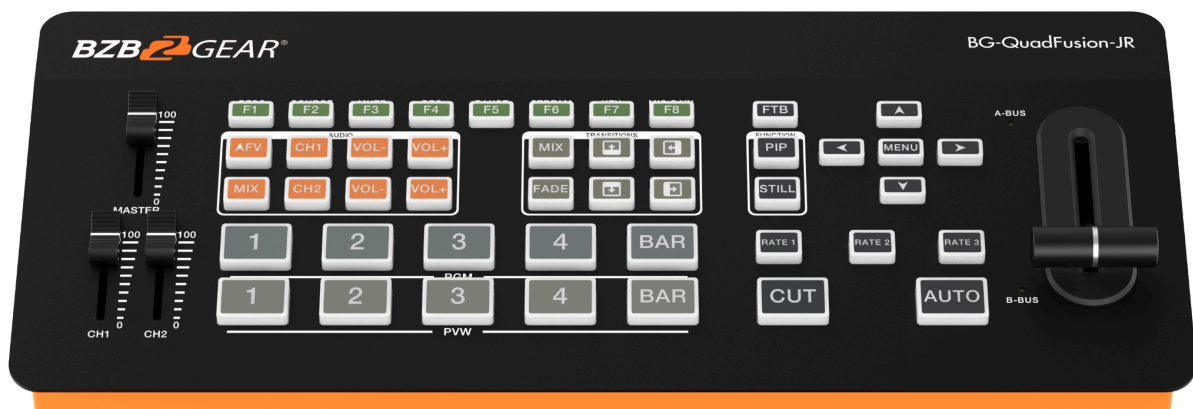 BZB GEAR®
BG-QuadFusion-JR
F1 F2 F3 F4 F5 F6 F7 F8 FTB
100
A-BUS
AUDIO TRANSITIONS FUNCTION
AFV CH1 VOL- VOL+ MIX PIP MENU
MIX CH2 VOL- VOL+ FADE STILL
0
MASTER
100 100
1 2 3 4 BAR RATE 1 RATE 2 RATE 3
PGM
1 2 3 4 BAR CUT AUTO
B-BUS
0 0
CH1 CH2
PVW